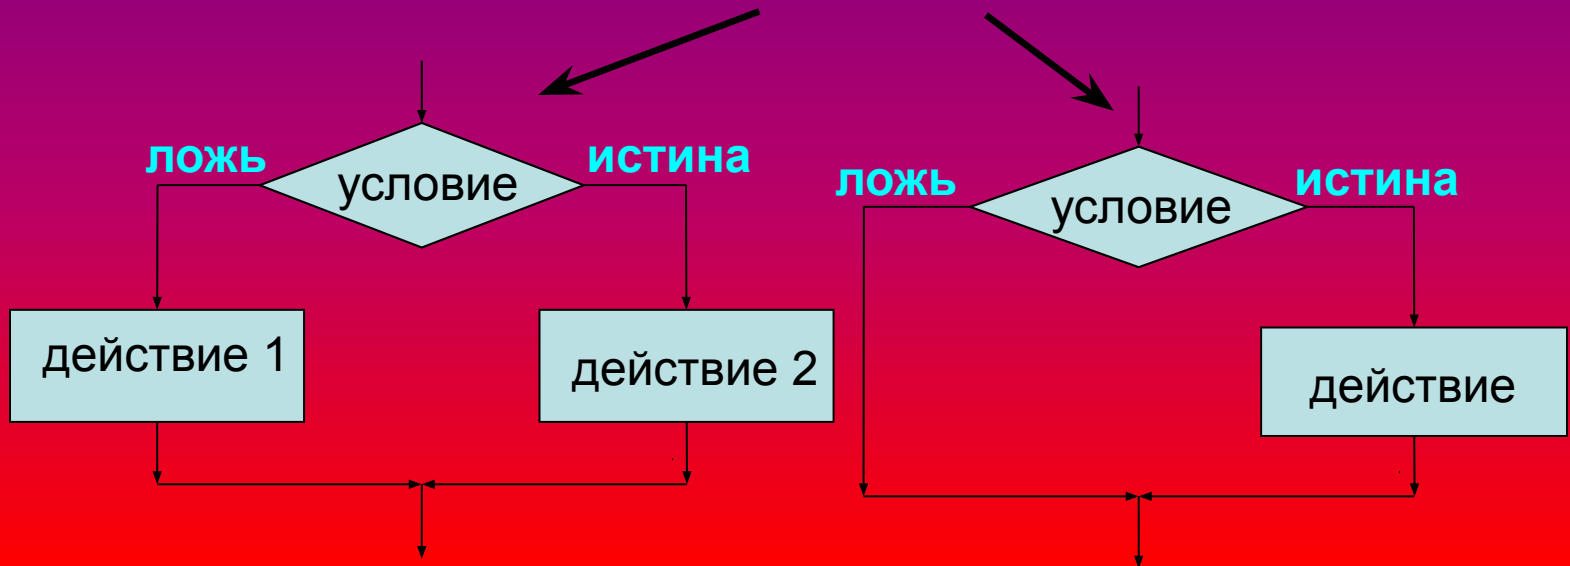 ложь
истина
условие
действие 1
действие 2
ложь
истина
условие
действие